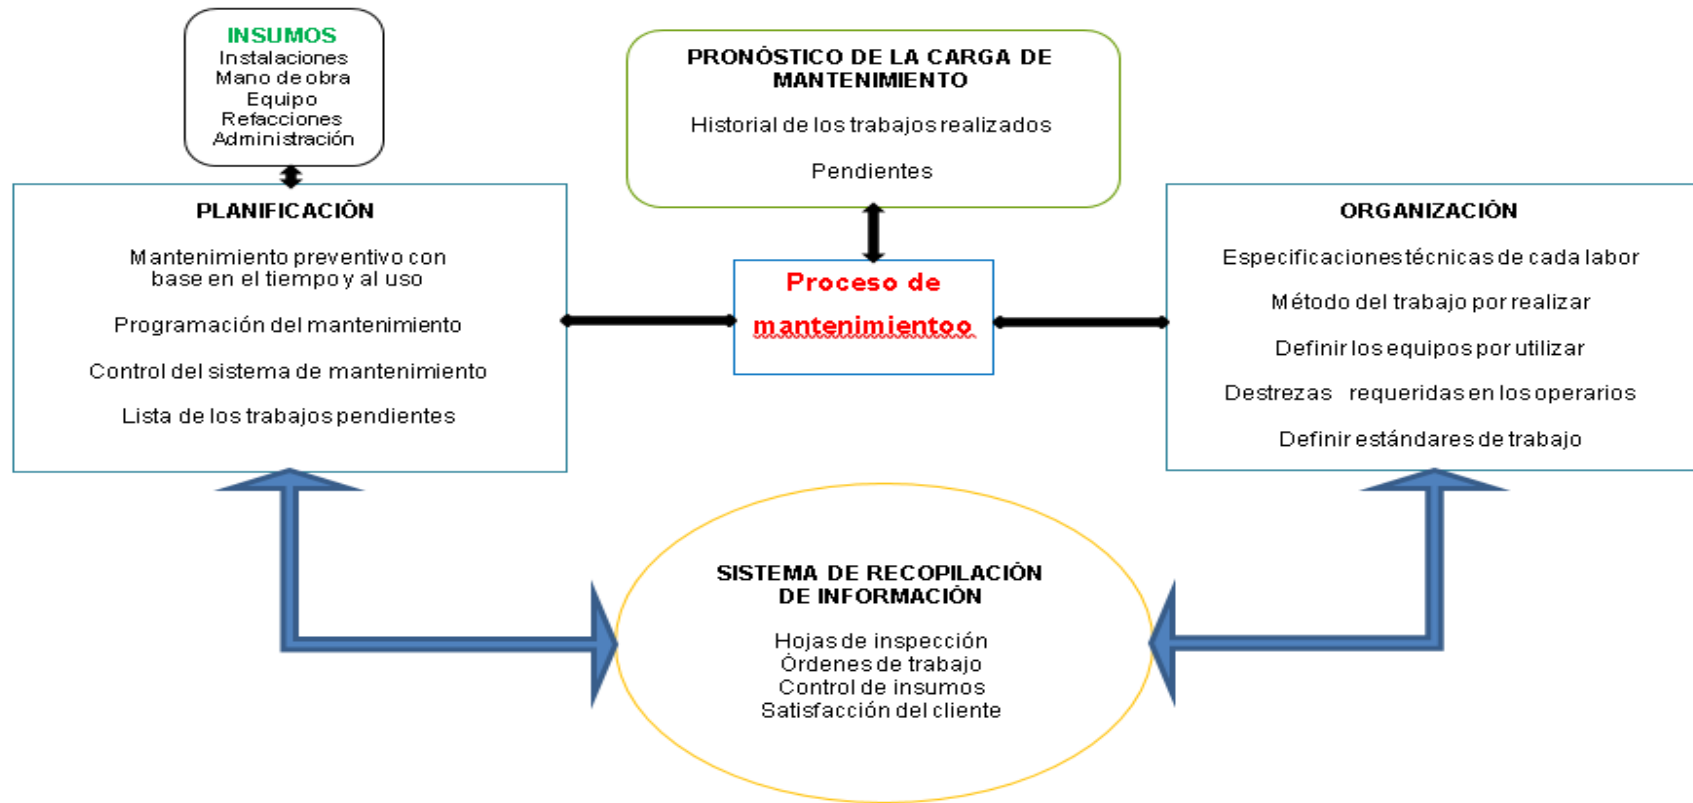 INSUMOS
Instalaciones
Mano de obra
Equipo
Refacciones
Administración
PRONÓSTICO DE LA CARGA DE
MANTENIMIENTO
Historial de los trabajos realizados
Pendientes
PLANIFICACIÓN
Mantenimiento preventivo con
base en el tiempo y al uso
Programación del mantenimiento
Control del sistema de mantenimiento
Lista de los trabajos pendientes
Proceso de
mantenimientoo
ORGANIZACIÓN
Especificaciones técnicas de cada labor
Método del trabajo por realizar
Definir los equipos por utilizar
Destrezas requeridas en los operarios
Definir estándares de trabajo
SISTEMA DE RECOPILACIÓN
DE INFORMACIÓN
Hojas de inspección
Órdenes de trabajo
Control de insumos
Satisfacción del cliente